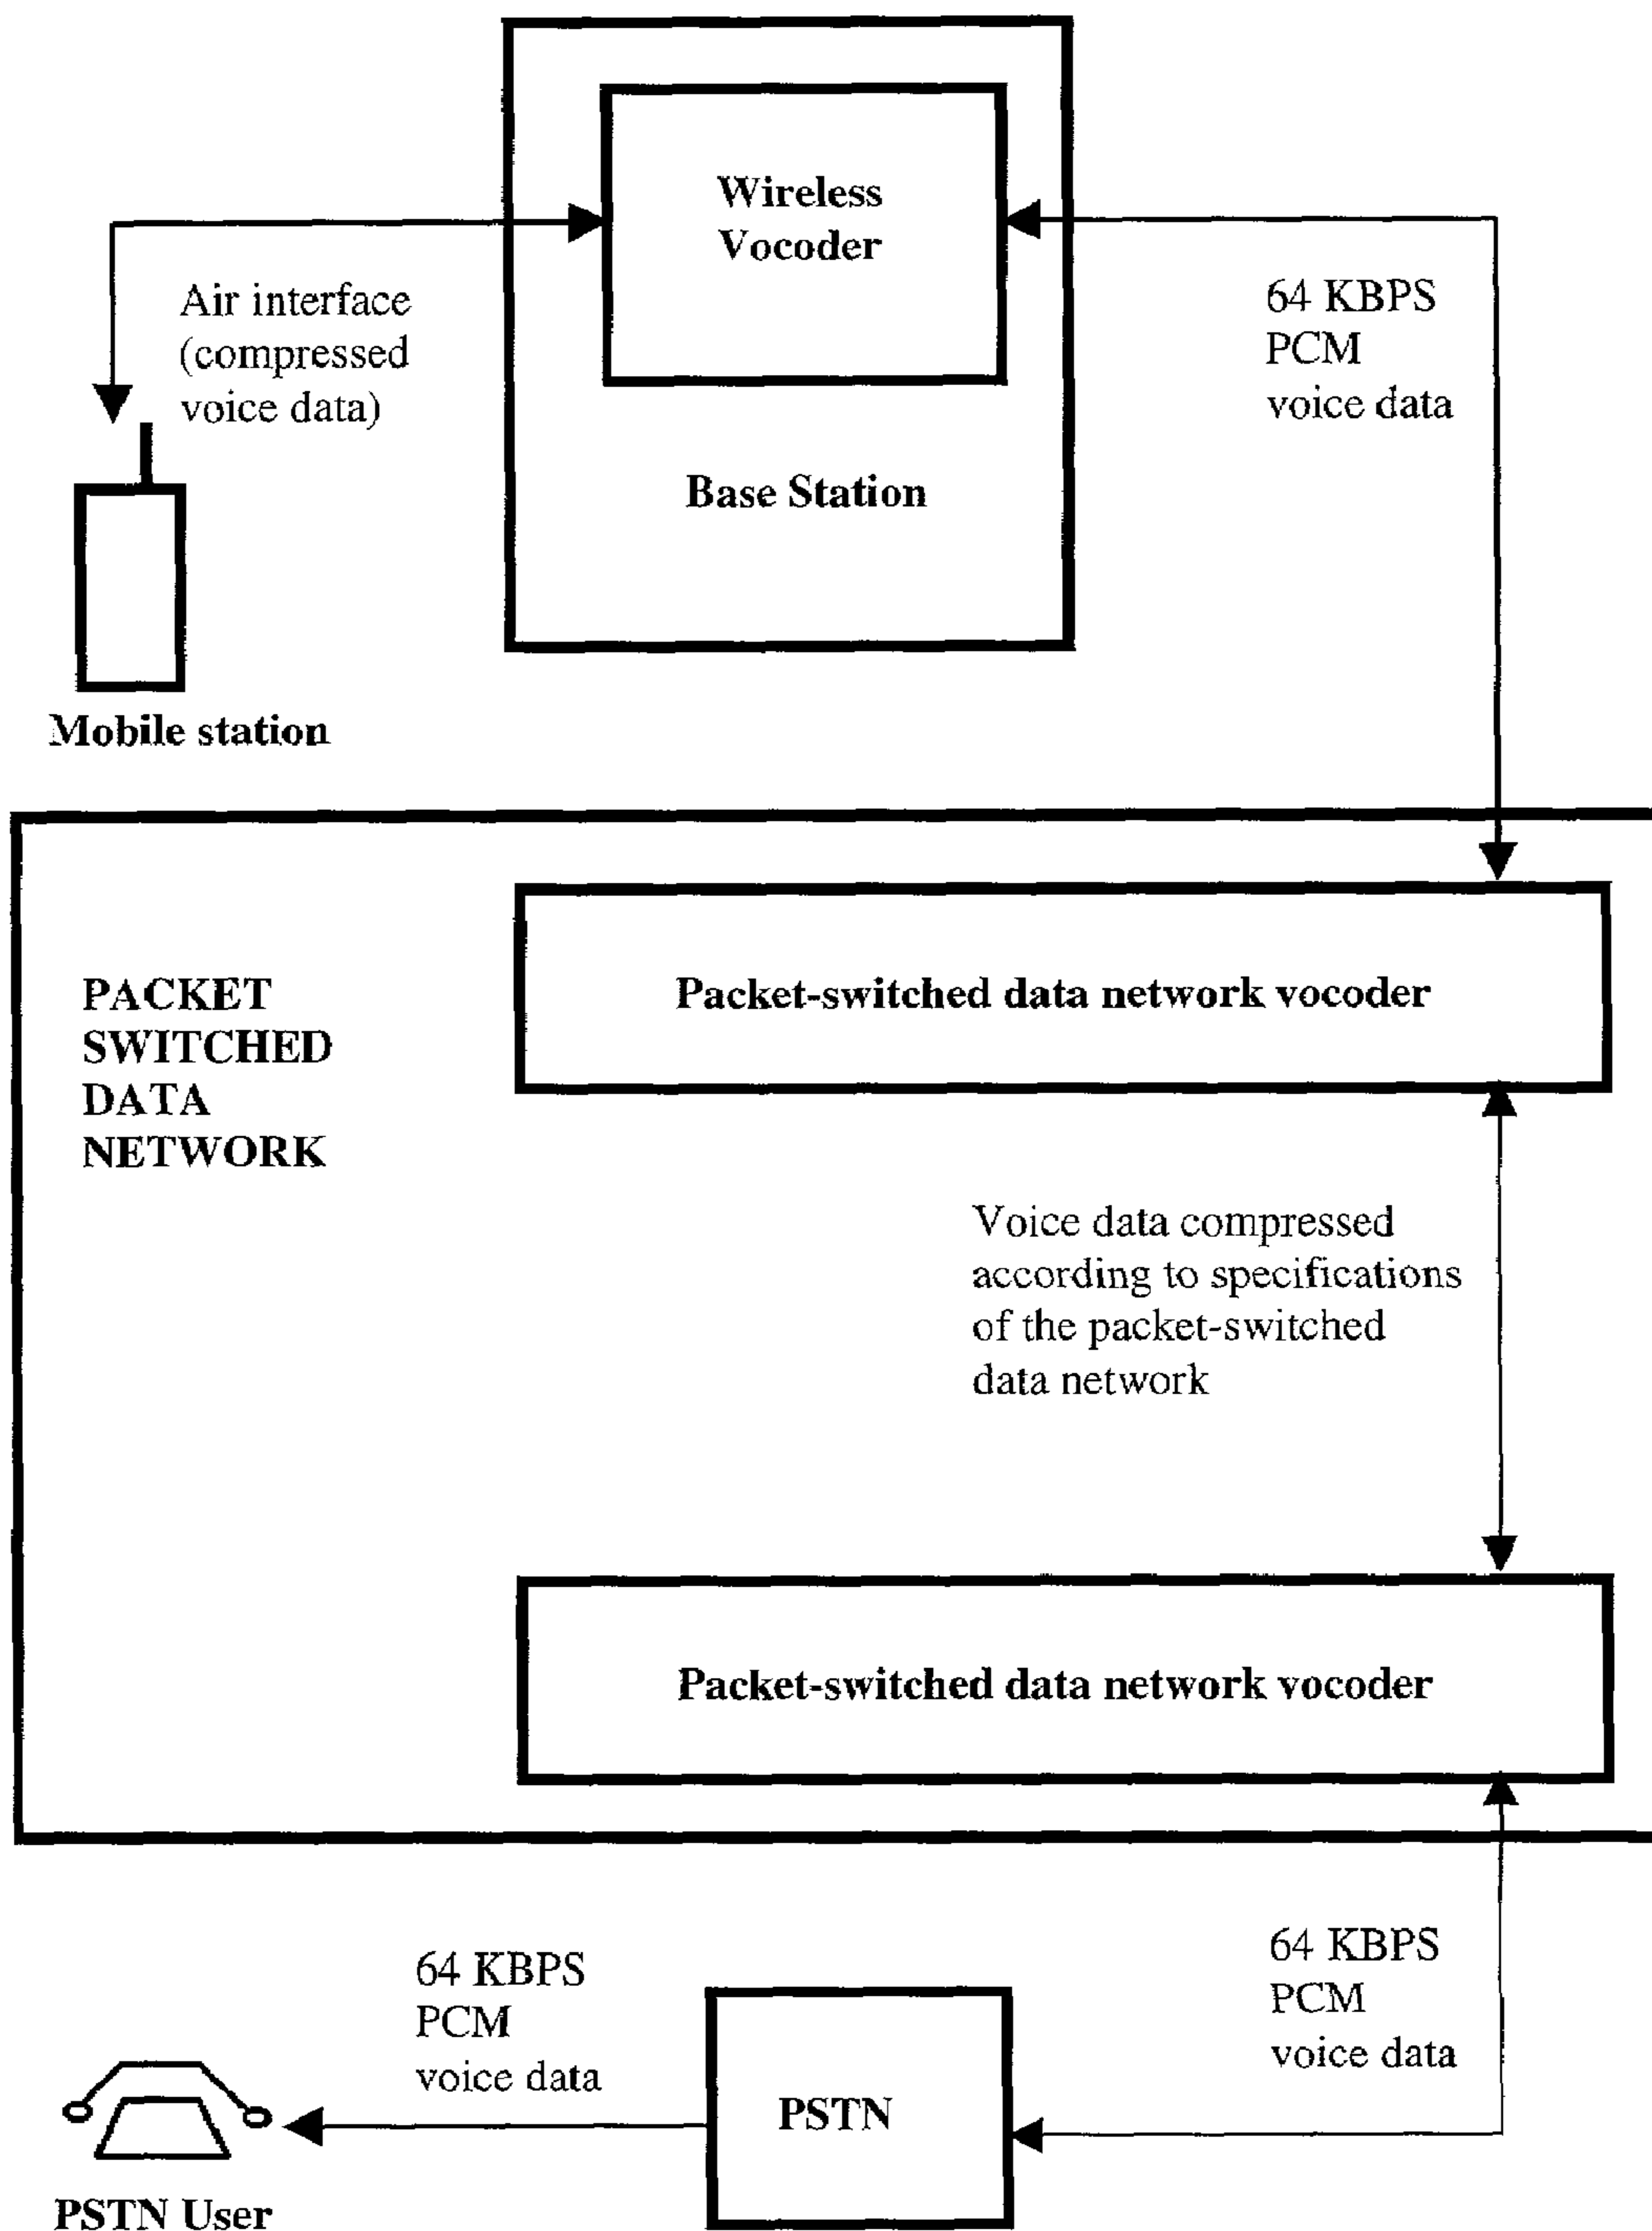 Wireless
Vocoder
Air interface
(compressed
voice data)
64 KBPS
PCM
voice data
Base Station
Mobile station
PACKET
SWITCHED
DATA
NETWORK
Packet-switched data network vocoder
Voice data compressed
according to specifications
of the packet-switched
data network
Packet-switched data network vocoder
64 KBPS
PCM
voice data
64 KBPS
PCM
voice data
PSTN
PSTN User